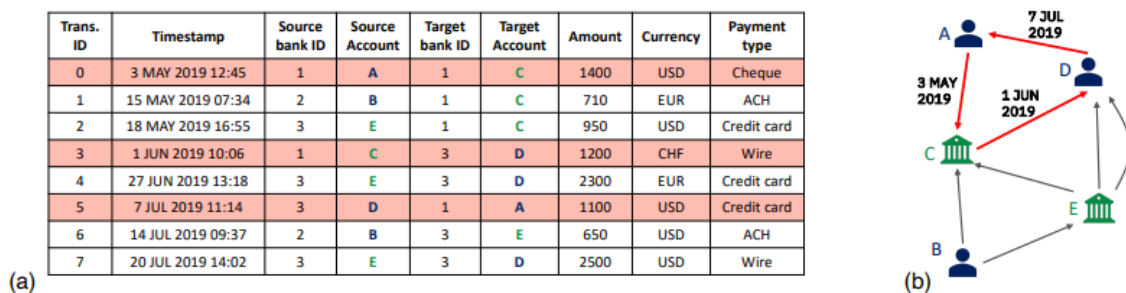 Trans. ID Timestamp Source bank ID Source Account Target bank ID Target Account Amount Currency Payment type
0 3 MAY 2019 12:45 1 A 1 C 1400 USD Cheque
1 15 MAY 2019 07:34 2 B 1 C 710 EUR ACH
2 18 MAY 2019 16:55 3 E 1 C 950 USD Credit card
3 1 JUN 2019 10:06 1 C 3 D 1200 CHF Wire
4 27 JUN 2019 13:18 3 E 3 D 2300 EUR Credit card
5 7 JUL 2019 11:14 3 D 1 A 1100 USD Credit card
6 14 JUL 2019 09:37 2 B 3 E 650 USD ACH
7 20 JUL 2019 14:02 3 E 3 D 2500 USD Wire
(a)
7 JUL
2019
A
D
3 MAY
2019
1 JUN
2019
C
E
B
(b)